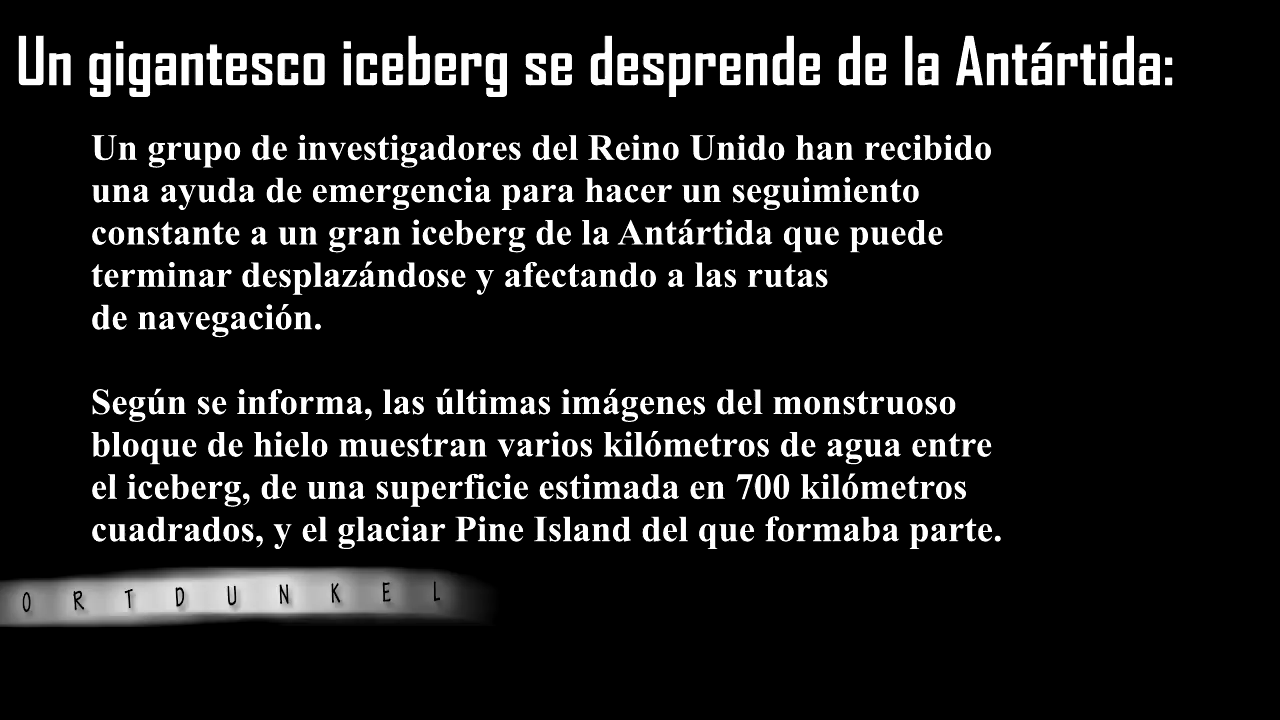 Un gigantesco iceberg se desprende de la Antártida:
Un grupo de investigadores del Reino Unido han recibido
una ayuda de emergencia para hacer un seguimiento
constante a un gran iceberg de la Antártida que puede
terminar desplazándose y afectando a las rutas
de navegación.
Según se informa, las últimas imágenes del monstruoso
bloque de hielo muestran varios kilómetros de agua entre
el iceberg, de una superficie estimada en 700 kilómetros
cuadrados, y el glaciar Pine Island del que formaba parte.
ORTDUNKEL